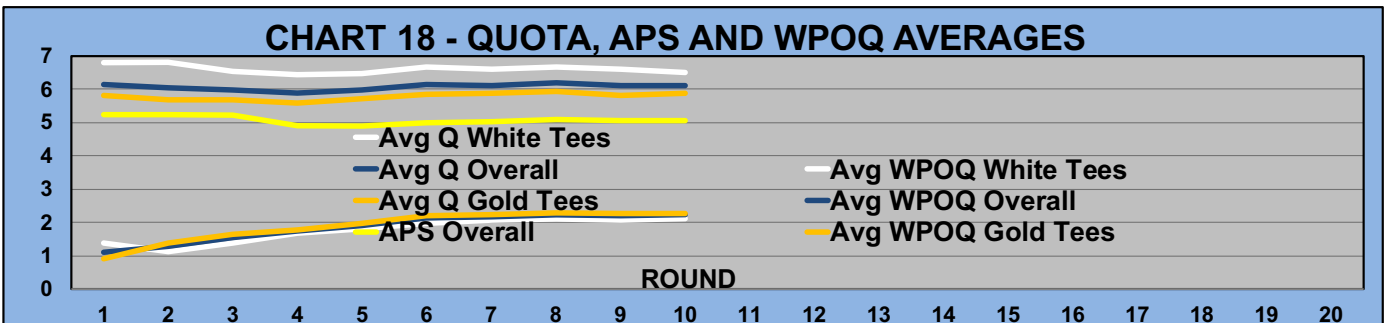 CHART 18 - QUOTA, APS AND WPOQ AVERAGES
7
6
5
4
3
2
1
0
Avg Q White Tees
Avg Q Overall
Avg Q Gold Tees
APS Overall
Avg WPOQ White Tees
Avg WPOQ Overall
Avg WPOQ Gold Tees
ROUND
1 2 3 4 5 6 7 8 9 10 11 12 13 14 15 16 17 18 19 20